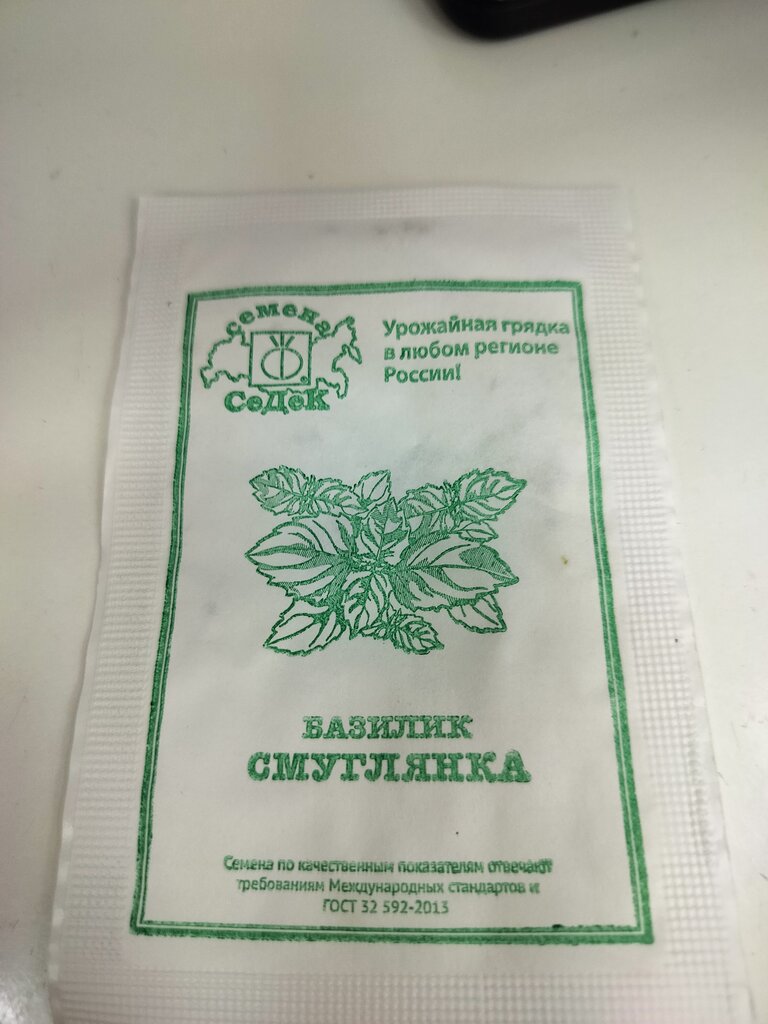 семена
СеДеК
Урожайная грядка
в любом регионе
России!
БАЗИЛИК
СМУГЛЯНКА
Семена по качественным показателям отвечают
требованиям Международных стандартов и
ГОСТ 32 592-2013